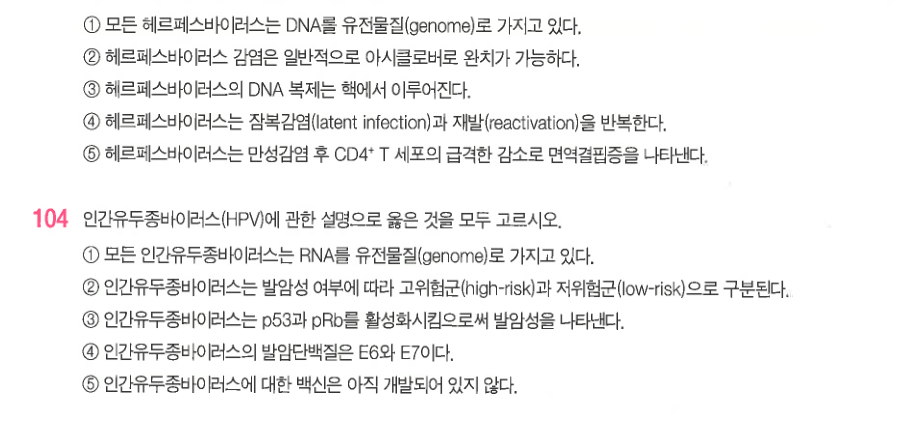 ① 모든 헤르페스바이러스는 DNA를 유전물질(genome)로 가지고 있다.
② 헤르페스바이러스 감염은 일반적으로 아시클로버로 완치가 가능하다.
③ 헤르페스바이러스의 DNA 복제는 핵에서 이루어진다.
④ 헤르페스바이러스는 잠복감염(latent infection)과 재발(reactivation)을 반복한다.
⑤ 헤르페스바이러스는 만성감염 후 CD4⁺ T 세포의 급격한 감소로 면역결핍증을 나타낸다.
104 인간유두종바이러스(HPV)에 관한 설명으로 옳은 것을 모두 고르시오.
① 모든 인간유두종바이러스는 RNA를 유전물질(genome)로 가지고 있다.
② 인간유두종바이러스는 발암성 여부에 따라 고위험군(high-risk)과 저위험군(low-risk)으로 구분된다.
③ 인간유두종바이러스는 p53과 pRb를 활성화시킴으로써 발암성을 나타낸다.
④ 인간유두종바이러스의 발암단백질은 E6와 E7이다.
⑤ 인간유두종바이러스에 대한 백신은 아직 개발되어 있지 않다.